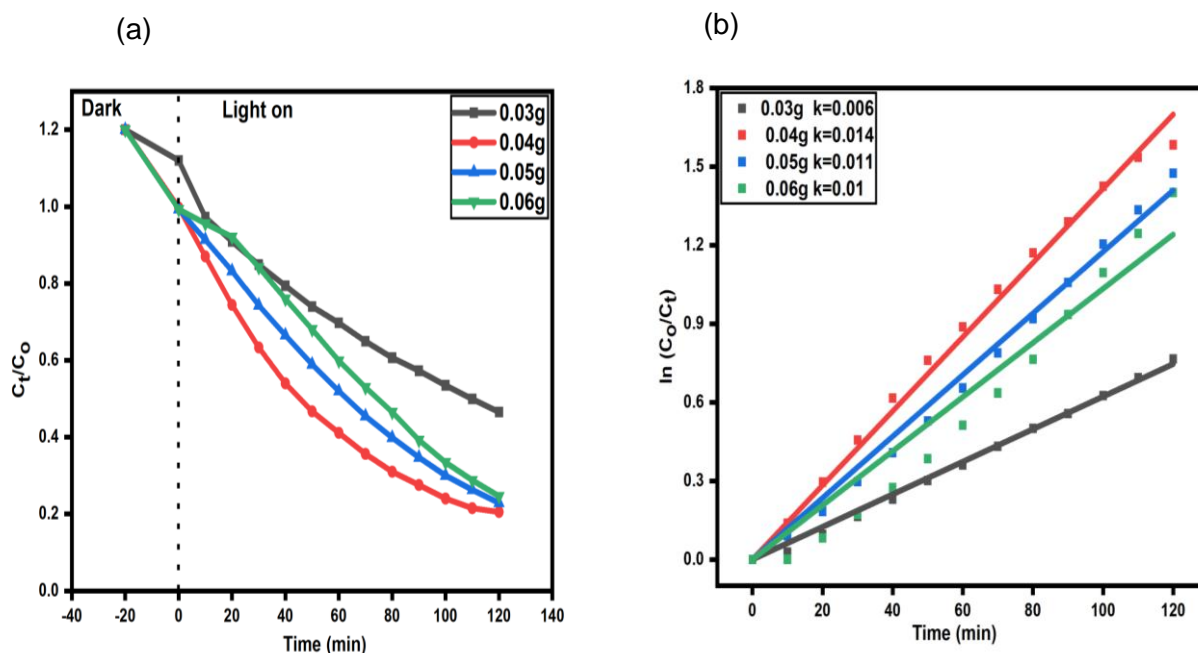 (a)
Dark
Light on
0.03g
0.04g
0.05g
0.06g
1.2
1.0
0.8
0.6
0.4
0.2
0.0
Ct/Co
-40 -20 0 20 40 60 80 100 120 140
Time (min)
(b)
0.03g k=0.006
0.04g k=0.014
0.05g k=0.011
0.06g k=0.01
1.8
1.5
1.2
0.9
0.6
0.3
0.0
ln (Co/Ct)
0 20 40 60 80 100 120
Time (min)